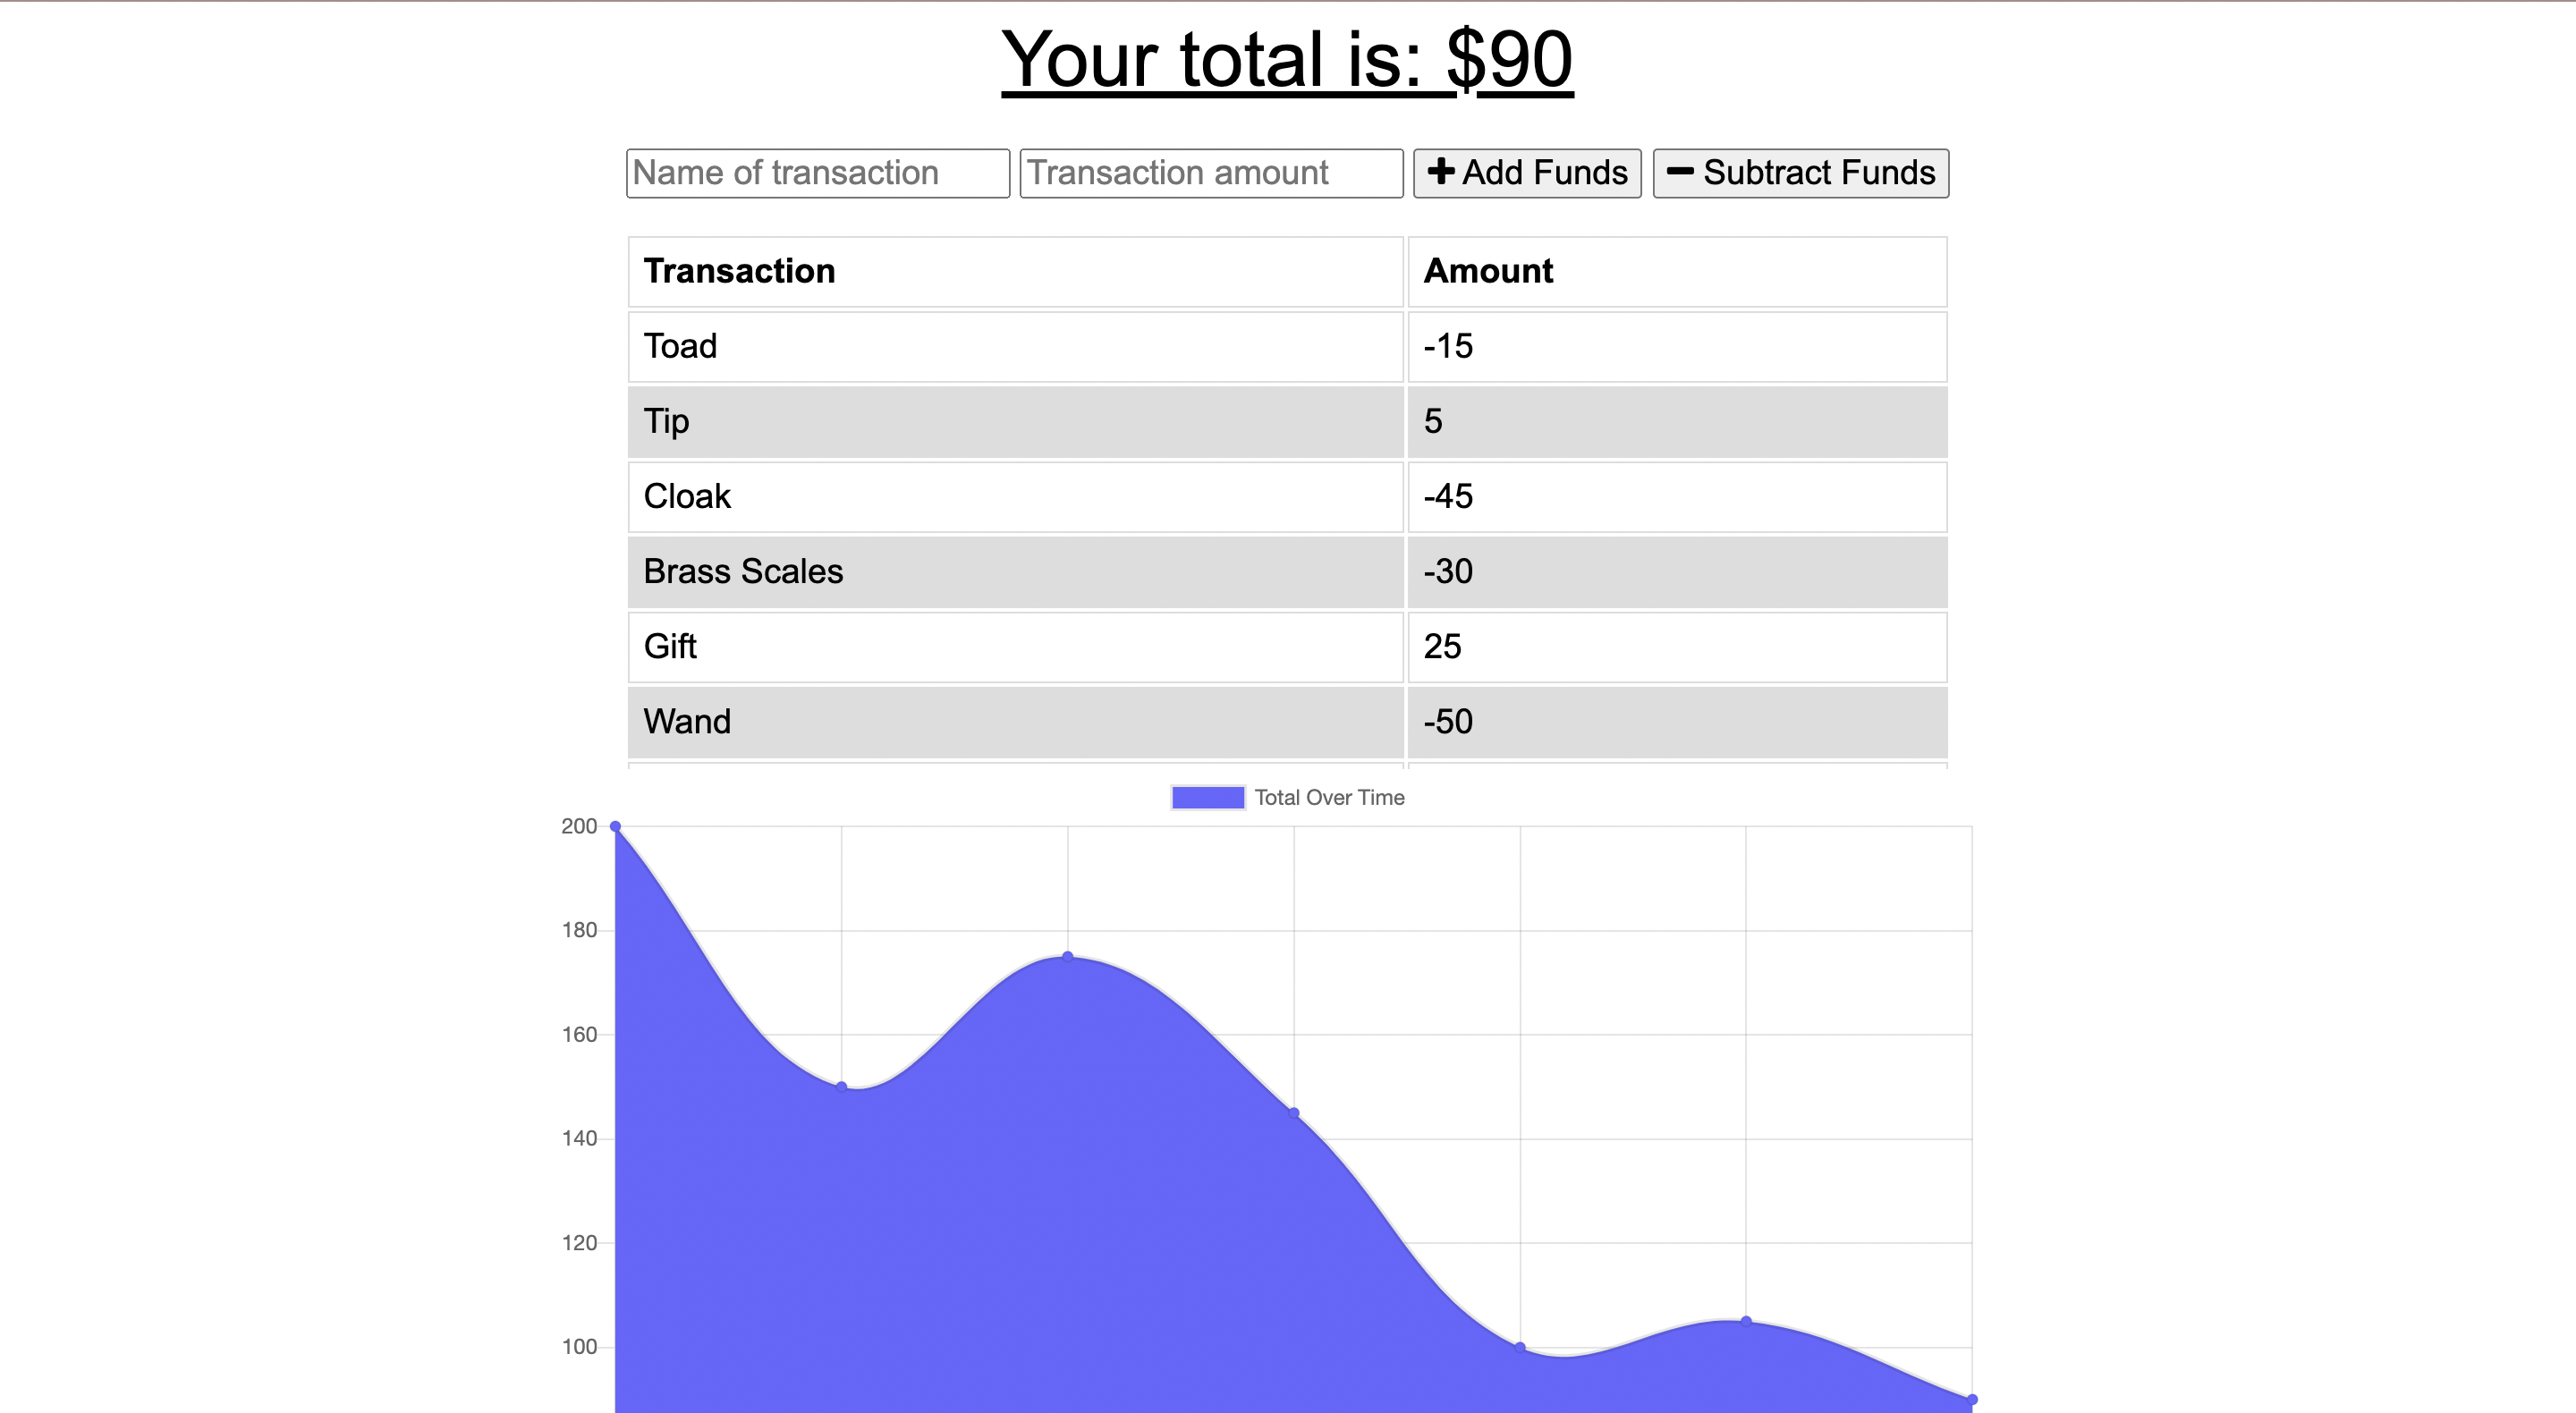 Your total is: $90
Name of transaction Transaction amount Add Funds Subtract Funds
Transaction Amount
Toad -15
Tip 5
Cloak -45
Brass Scales -30
Gift 25
Wand -50
Total Over Time
200
180
160
140
120
100